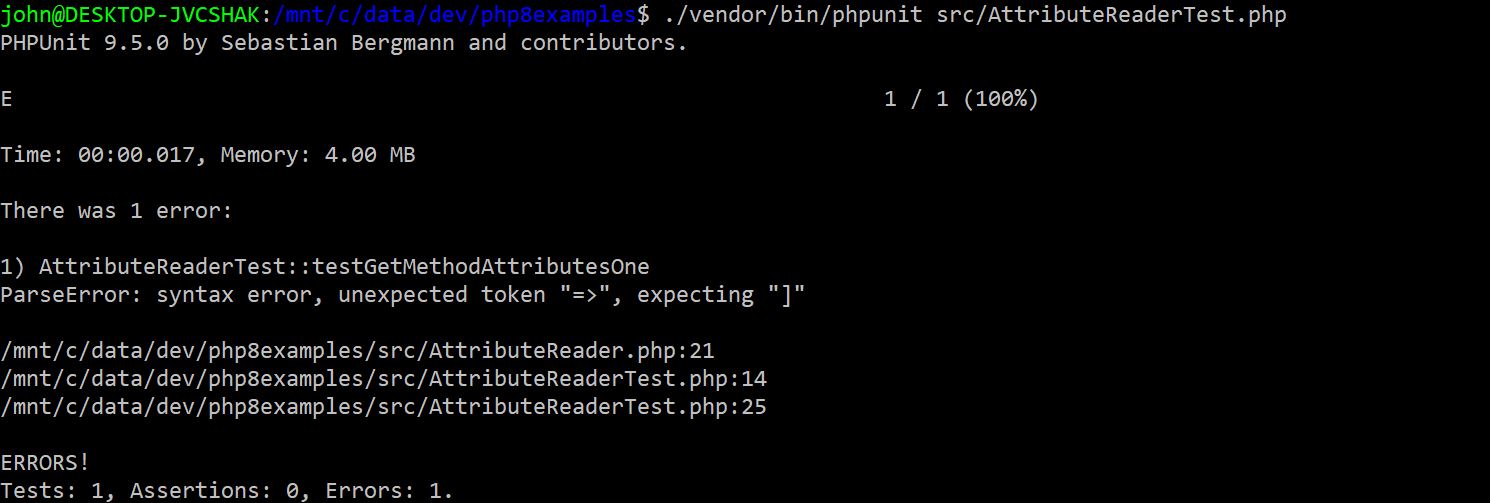 john@DESKTOP-JVCSHAK:/mnt/c/data/dev/php8examples$ ./vendor/bin/phpunit src/AttributeReaderTest.php
PHPUnit 9.5.0 by Sebastian Bergmann and contributors.
E 1 / 1 (100%)
Time: 00:00.017, Memory: 4.00 MB
There was 1 error:
1) AttributeReaderTest::testGetMethodAttributesOne
ParseError: syntax error, unexpected token "=>", expecting "]"
/mnt/c/data/dev/php8examples/src/AttributeReader.php:21
/mnt/c/data/dev/php8examples/src/AttributeReaderTest.php:14
/mnt/c/data/dev/php8examples/src/AttributeReaderTest.php:25
ERRORS!
Tests: 1, Assertions: 0, Errors: 1.